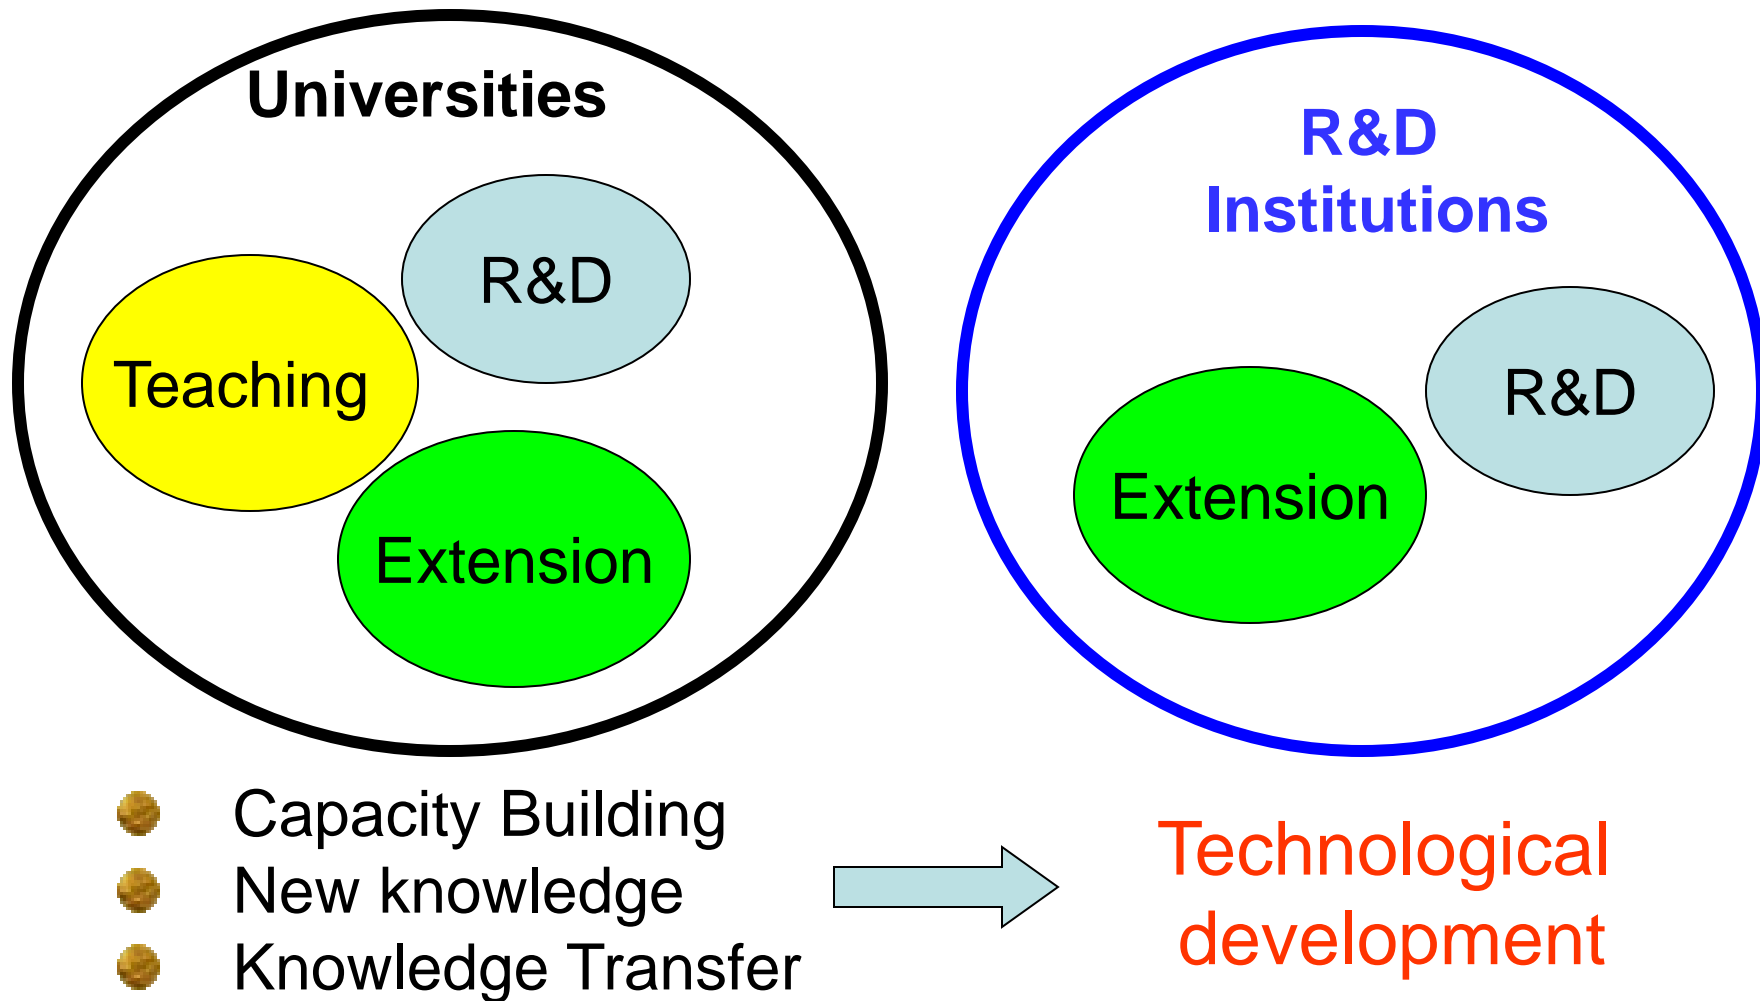 Universities
R&D
Teaching
Extension
R&D
Institutions
R&D
Extension
Capacity Building
New knowledge
Knowledge Transfer
Technological
development